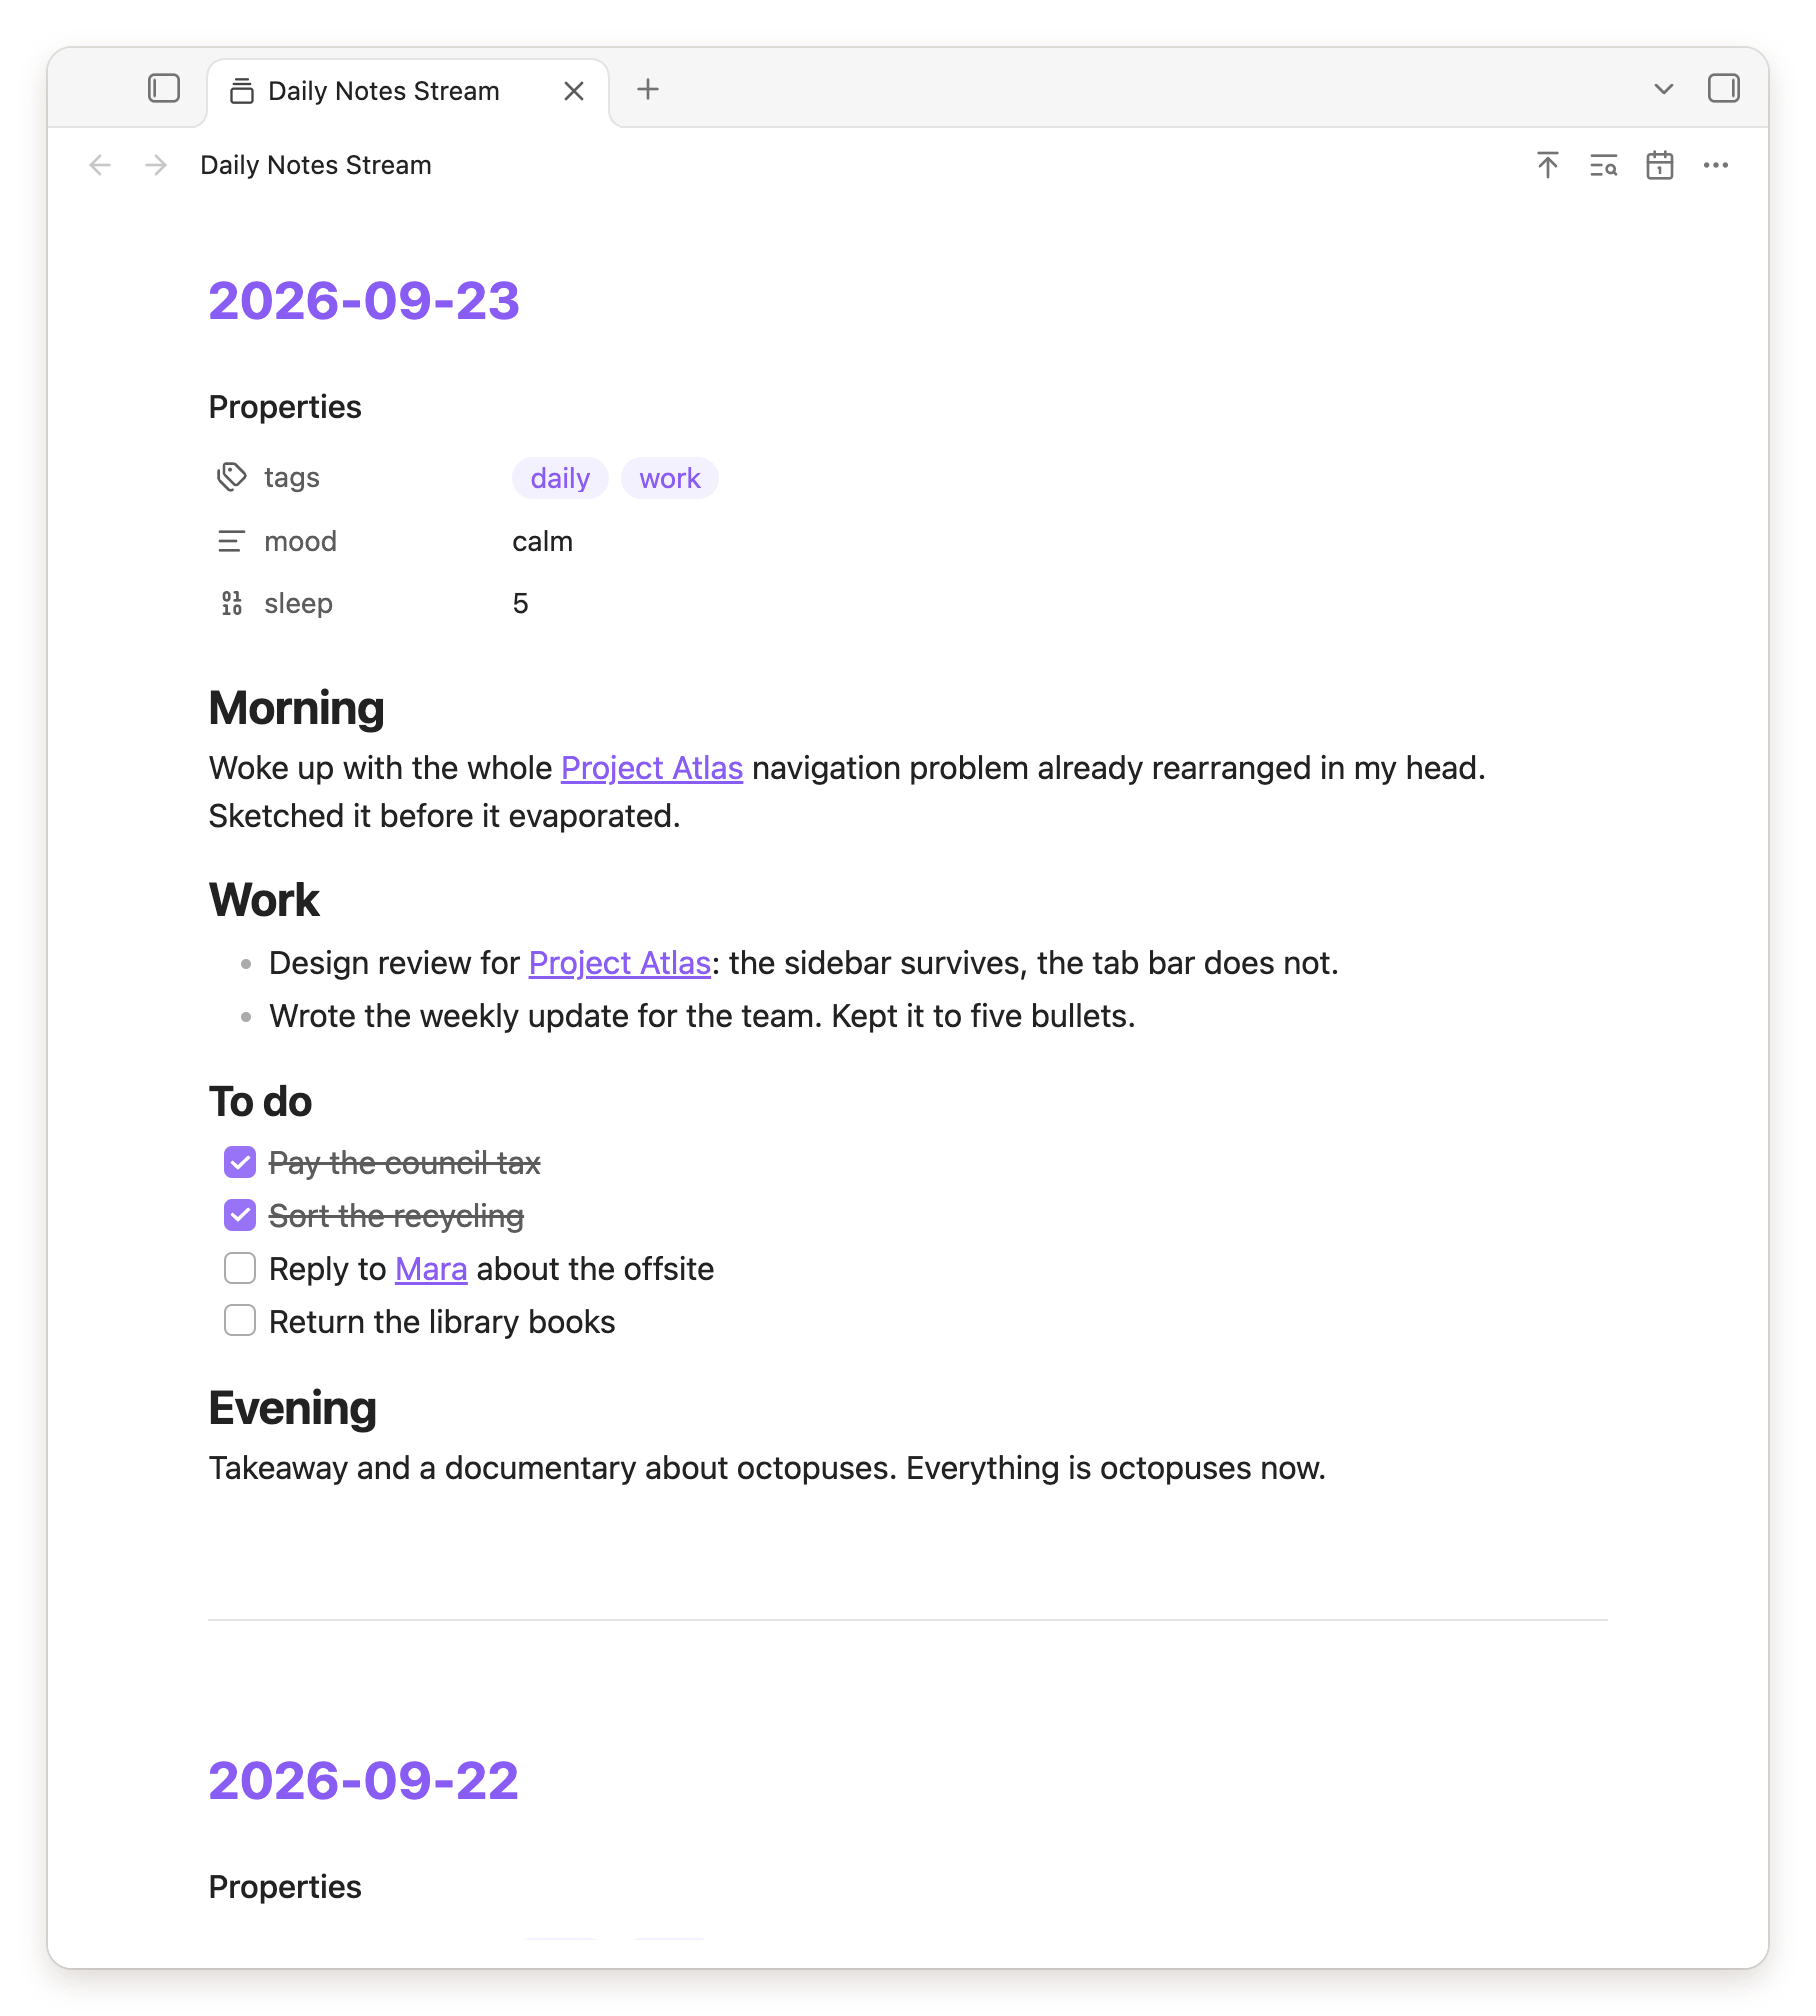 Daily Notes Stream
Daily Notes Stream
2026-09-23
Properties
tags daily work
mood calm
sleep 5
Morning
Woke up with the whole Project Atlas navigation problem already rearranged in my head.
Sketched it before it evaporated.
Work
Design review for Project Atlas: the sidebar survives, the tab bar does not.
Wrote the weekly update for the team. Kept it to five bullets.
To do
Pay the council tax
Sort the recycling
Reply to Mara about the offsite
Return the library books
Evening
Takeaway and a documentary about octopuses. Everything is octopuses now.
2026-09-22
Properties